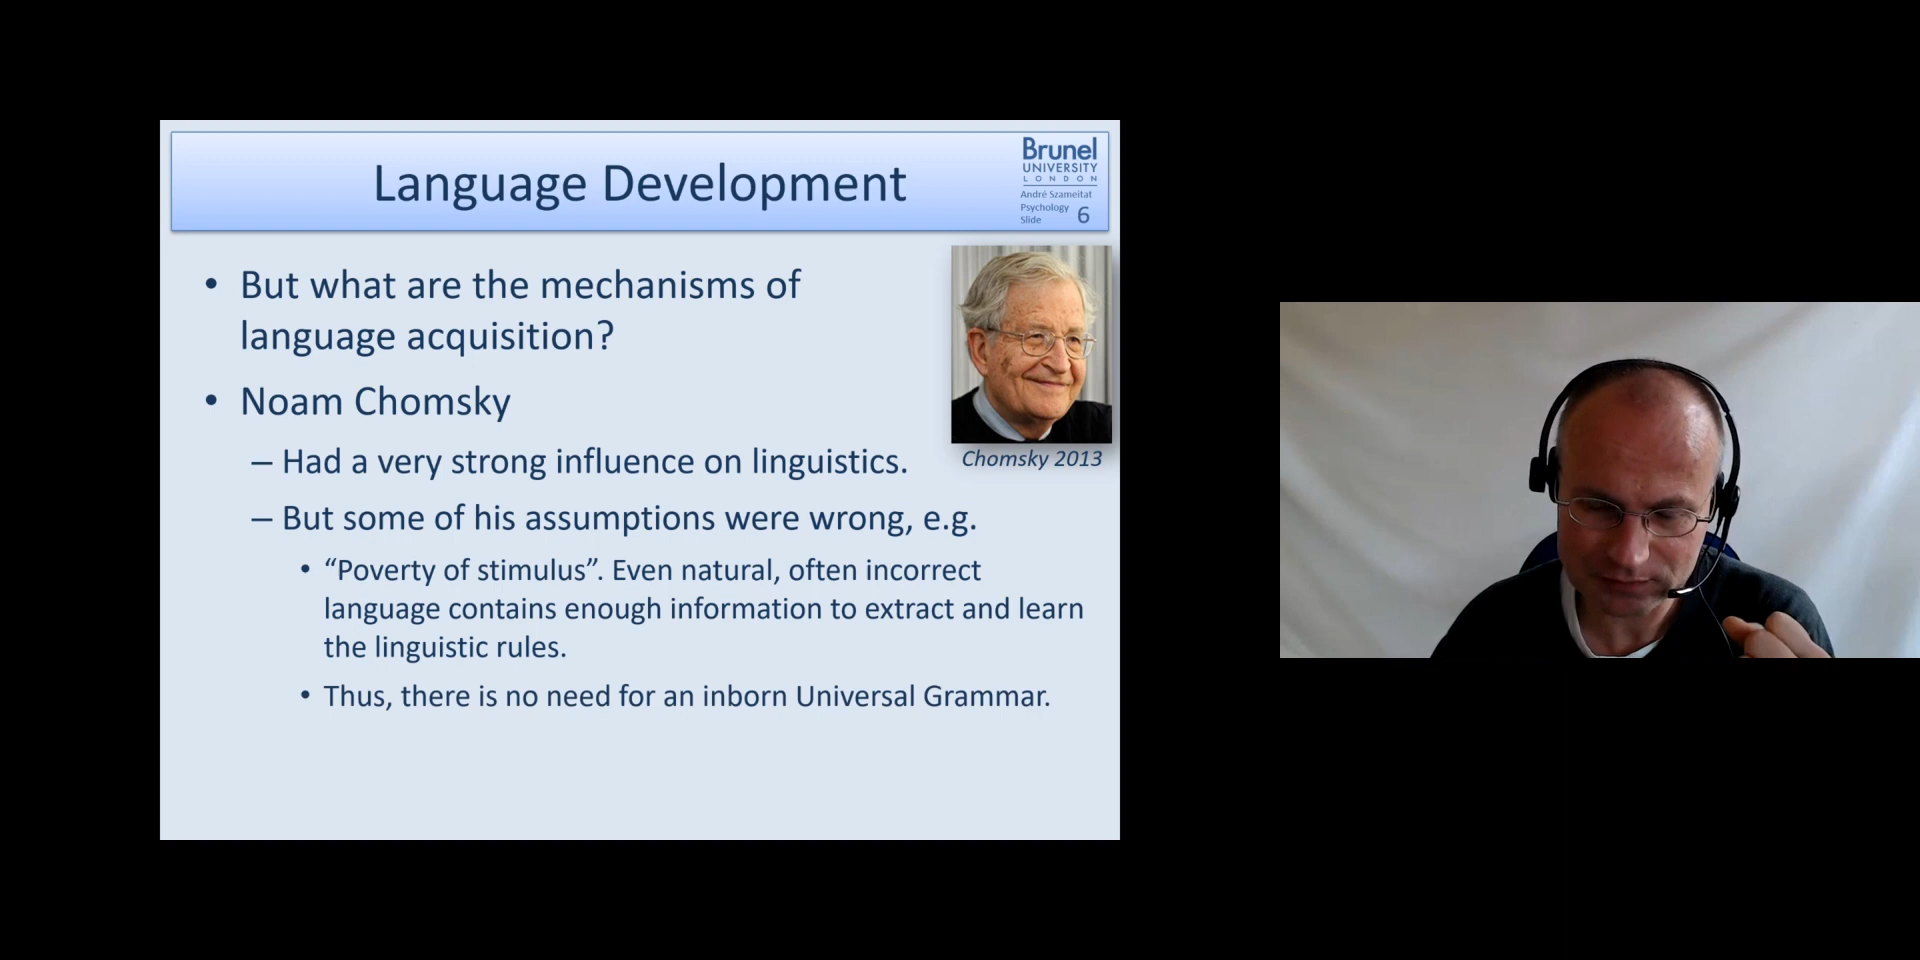 Language Development
Brunel
UNIVERSITY
LONDON
André Szameitat
Psychology
Slide 6
• But what are the mechanisms of
language acquisition?
• Noam Chomsky
– Had a very strong influence on linguistics.
Chomsky 2013
– But some of his assumptions were wrong, e.g.
• “Poverty of stimulus”. Even natural, often incorrect
language contains enough information to extract and learn
the linguistic rules.
• Thus, there is no need for an inborn Universal Grammar.